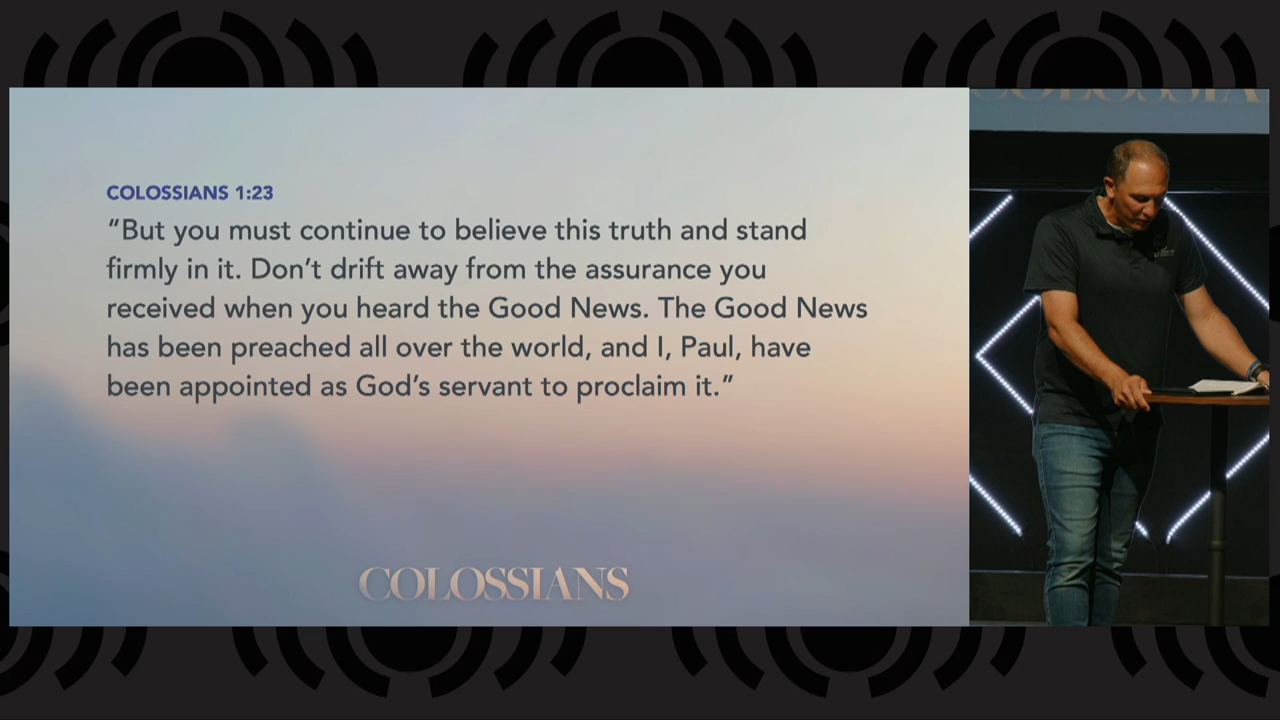 COLOSSIANS 1:23
“But you must continue to believe this truth and stand
firmly in it. Don’t drift away from the assurance you
received when you heard the Good News. The Good News
has been preached all over the world, and I, Paul, have
been appointed as God’s servant to proclaim it.”
COLOSSIANS